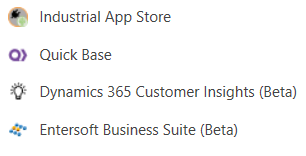 Industrial App Store
Quick Base
Dynamics 365 Customer Insights (Beta)
Entersoft Business Suite (Beta)